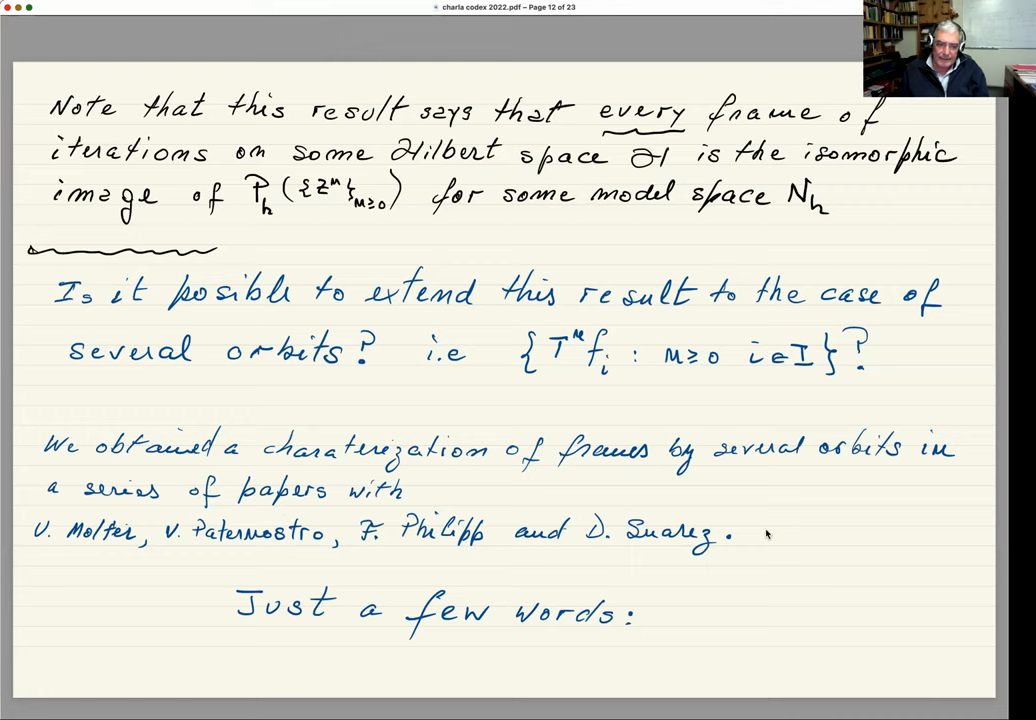 charla codex 2022.pdf – Page 12 of 23
Note that this result says that every frame of
iterations on some Hilbert space ℋ is the isomorphic
image of P_h ({z^n}_{n≥0}) for some model space N_h
Is it posible to extend this result to the case of
several orbits? i.e {T^n f_i : n≥0 i∈I}?
We obtained a charaterization of frames by several orbits in
a series of papers with
U. Molter, V. Paternostro, F. Philipp and D. Suarez.
Just a few words: